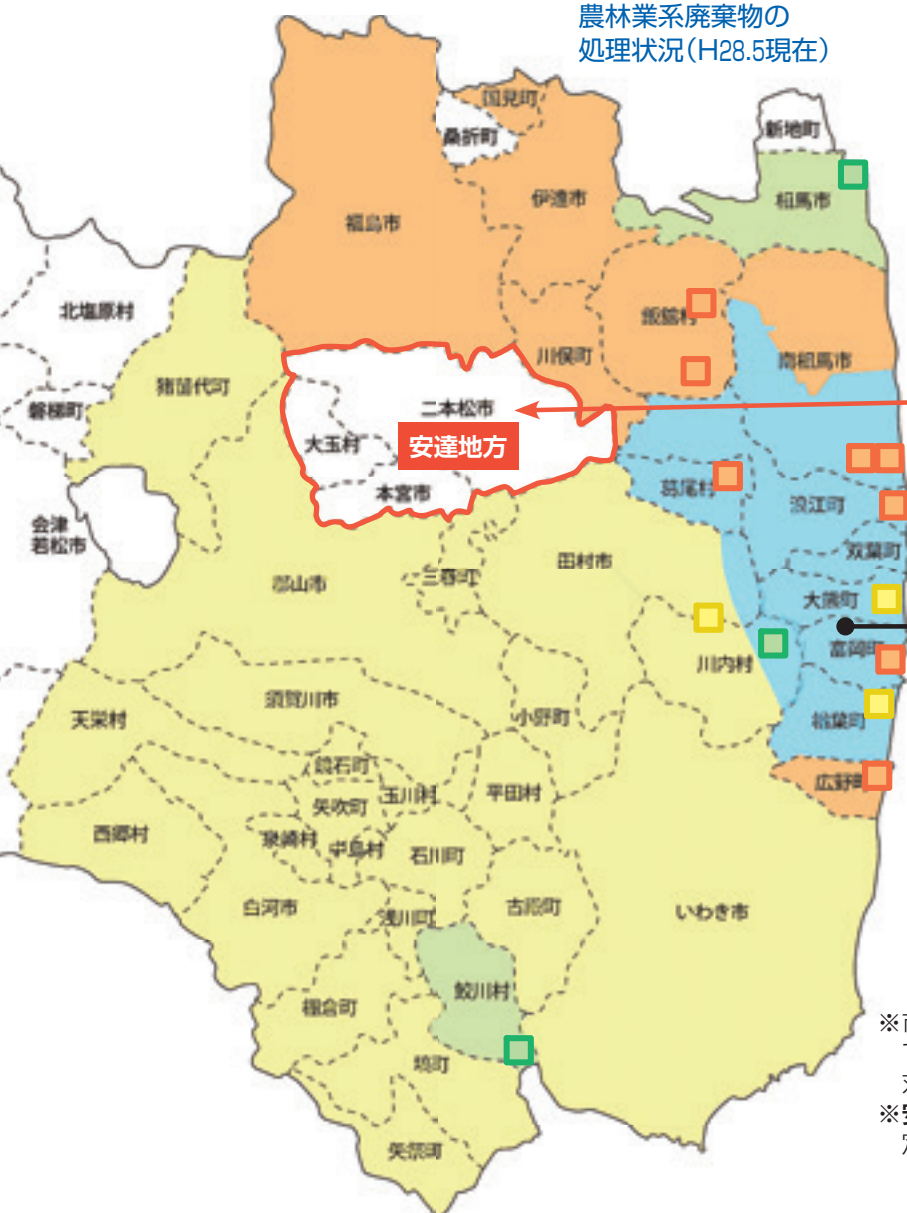 農林業系廃棄物の
処理状況(H28.5現在)
国見町
桑折町
新地町
伊達市
相馬市
福島市
北塩原村
飯舘村
川俣町
南相馬市
猪苗代町
磐梯町
二本松市
大玉村
安達地方
本宮市
葛尾村
浪江町
会津
若松市
双葉町
田村市
三春町
郡山市
大熊町
富岡町
川内村
須賀川市
天栄村
小野町
楢葉町
鏡石町
広野町
玉川村
平田村
矢吹町
西郷村
泉崎村
中島村
石川町
白河市
浅川町
古殿町
いわき市
鮫川村
棚倉町
塙町
矢祭町
※
※